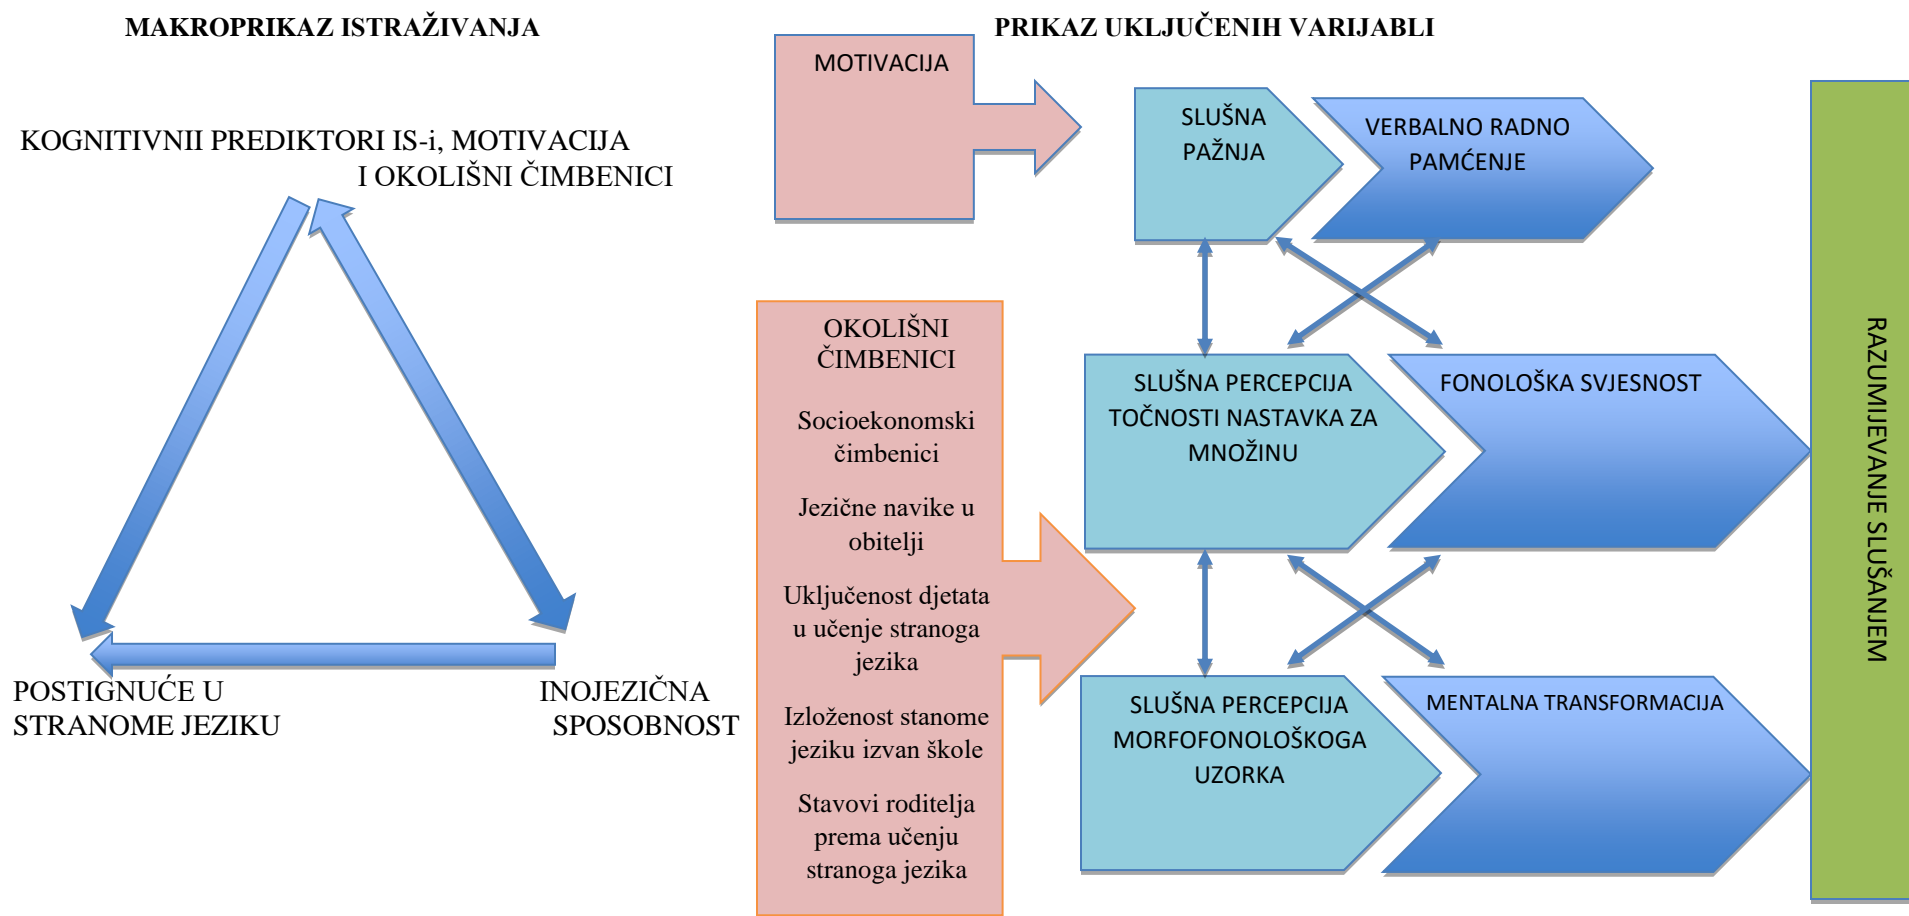 MAKROPRIKAZ ISTRAŽIVANJA
KOGNITIVNII PREDIKTORI IS-i, MOTIVACIJA
I OKOLIŠNI ČIMBENICI
POSTIGNUĆE U
STRANOME JEZIKU
INOJEZIČNA
SPOSOBNOST
PRIKAZ UKLJUČENIH VARIJABLI
MOTIVACIJA
OKOLIŠNI
ČIMBENICI
Socioekonomski
čimbenici
Jezične navike u
obitelji
Uključenost djetata
u učenje stranoga
jezika
Izloženost stanome
jeziku izvan škole
Stavovi roditelja
prema učenju
stranoga jezika
SLUŠNA
PAŽNJA
VERBALNO RADNO
PAMĆENJE
SLUŠNA PERCEPCIJA
TOČNOSTI NASTAVKA ZA
MNOŽINU
FONOLOŠKA SVJESNOST
SLUŠNA PERCEPCIJA
MORFOFONOLOŠKOGA
UZORKA
MENTALNA TRANSFORMACIJA
RAZUMIJEVANJE SLUŠANJEM